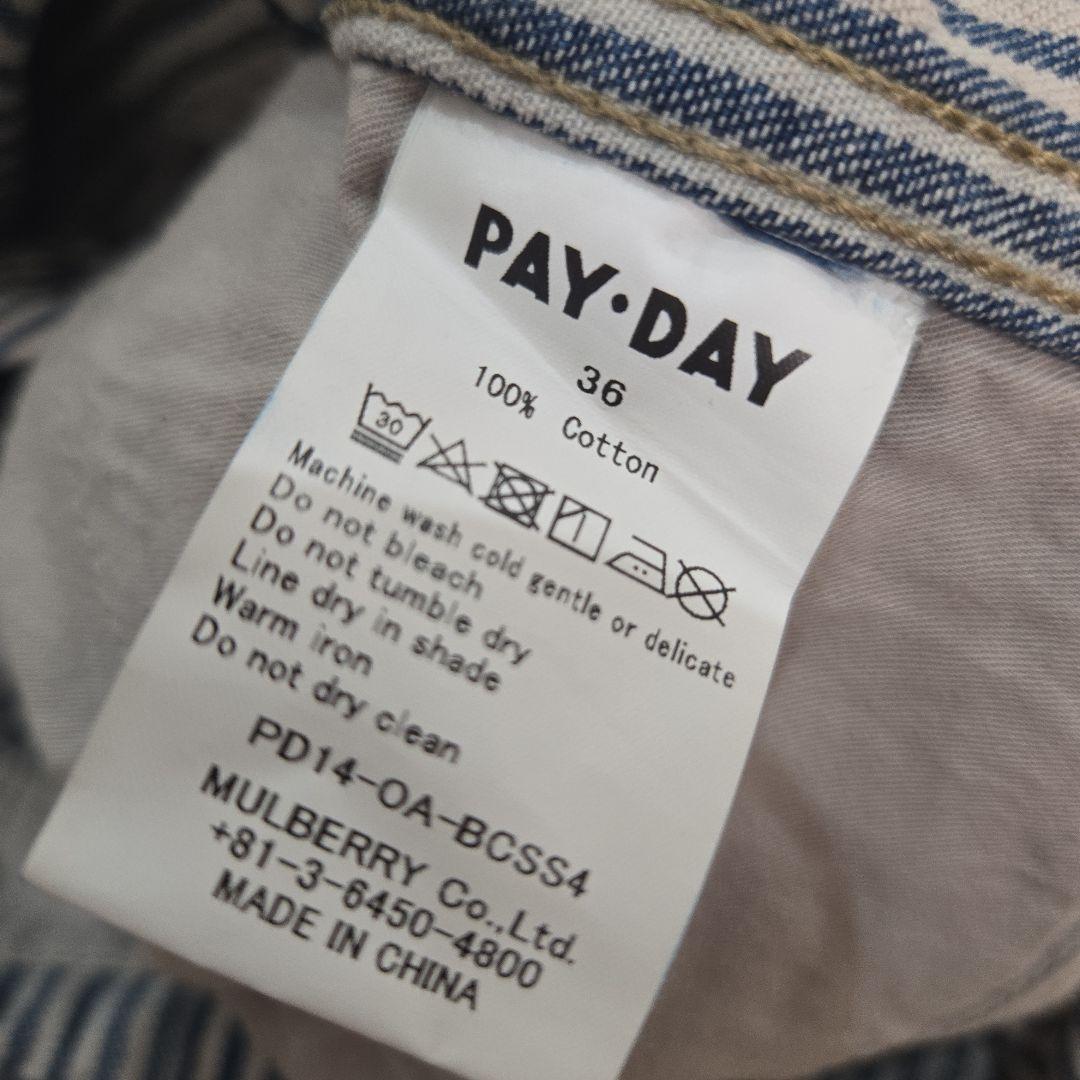 PAY·DAY
36
100% Cotton
30
Machine wash cold gentle or delicate
Do not bleach
Do not tumble dry
Line dry in shade
Warm iron
Do not dry clean
PD14-OA-BCSS4
MULBERRY Co.,Ltd.
+81-3-6450-4800
MADE IN CHINA